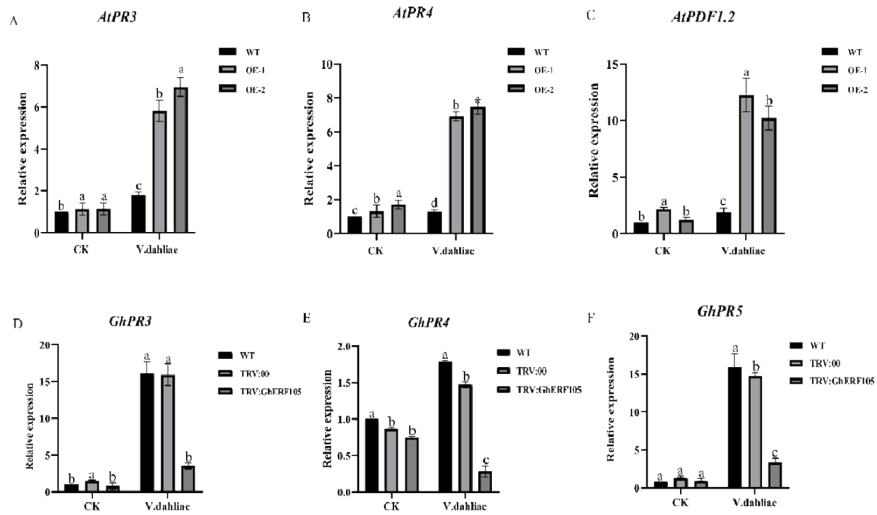 A
AtPR3
WT
OE-1
OE-2
Relative expression
8
6
4
2
0
b a a c b a
CK V.dahliae
B
AtPR4
WT
OE-1
OE-2
Relative expression
10
8
6
4
2
0
c b a d b a
CK V.dahliae
C
AtPDF1.2
WT
OE-1
OE-2
Relative expression
15
10
5
0
b a b c a b
CK V.dahliae
D
GhPR3
WT
TRV:00
TRV:GhERF105
Relative expression
20
15
10
5
0
b a b a a b
CK V.dahliae
E
GhPR4
WT
TRV:00
TRV:GhERF105
Relative expression
2.0
1.5
1.0
0.5
0.0
a b b a b c
CK V.dahliae
F
GhPR5
WT
TRV:00
TRV:GhERF105
Relative expression
20
15
10
5
0
a a a a b c
CK V.dahliae